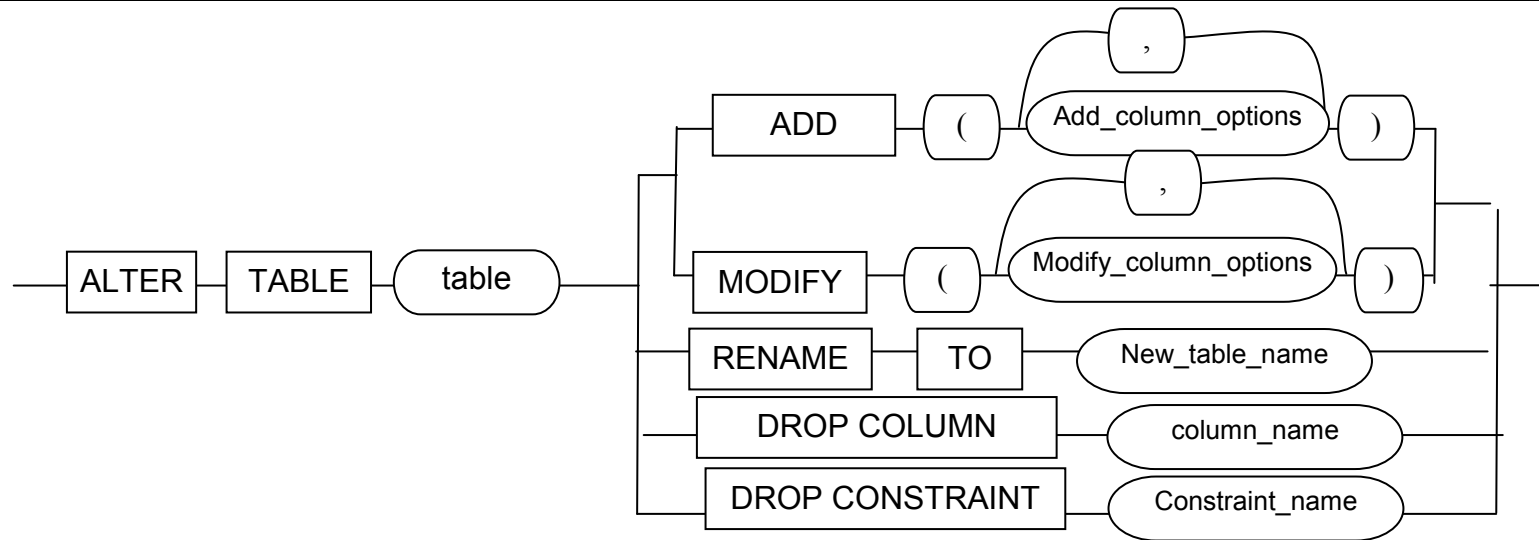 ,
ADD ( Add_column_options )
,
ALTER TABLE table MODIFY ( Modify_column_options )
RENAME TO New_table_name
DROP COLUMN column_name
DROP CONSTRAINT Constraint_name